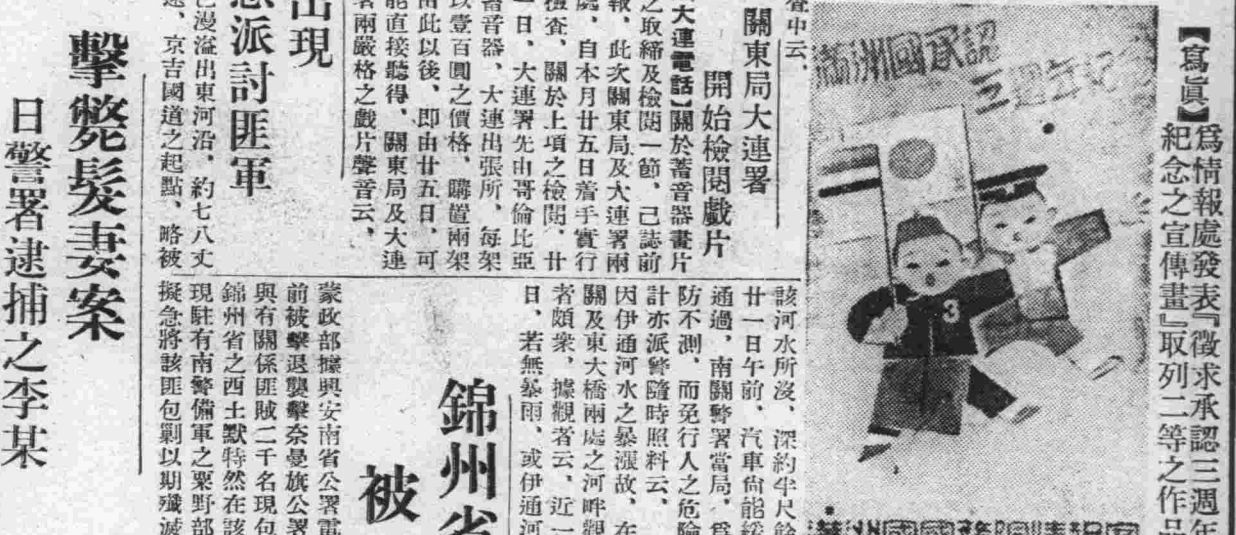 【寫眞】爲情報處發表『徵求承認三週年
紀念之宣傳畫』取列二等之作品
滿洲國承認
三週年記念
查中云、
關東局大連署
開始檢閱戲片
大連電話】關於蓄音器畫片
之取締及檢閱一節、已誌前
報、此次關東局及大連署兩
處、自本月廿五日着手實行
檢查、關於上項之檢閱、廿
一日、大連署先由哥倫比亞
蓄音器、大連出張所、每架
以壹百圓之價格、購置兩架
由此以後、即由廿五日、可
能直接聽得、關東局及大連
署兩嚴格之戲片聲音云、
出現
派討匪軍
漫溢出東河沿、約七八丈
京吉國道之起點、略被
該河水所沒、深約半尺餘
廿一日午前、汽車尙能緩
通過、南關警署當局、爲
防不測、而免行人之危險
計亦派警隨時照料云、
因伊通河水之暴漲故、在
關及東大橋兩處之河畔觀
者頗衆、據觀者云、近一
日、若無暴雨、或伊通河
錦州省
被
蒙政部據興安南省公署電
前被擊退襲擊奈曼旗公署
與有關係匪賊二千名現包
錦州省之西土默特然在該
現駐有南警備軍之粟野部
擬急將該匪包剿以期殲滅
擊斃髮妻案
日警署逮捕之李某